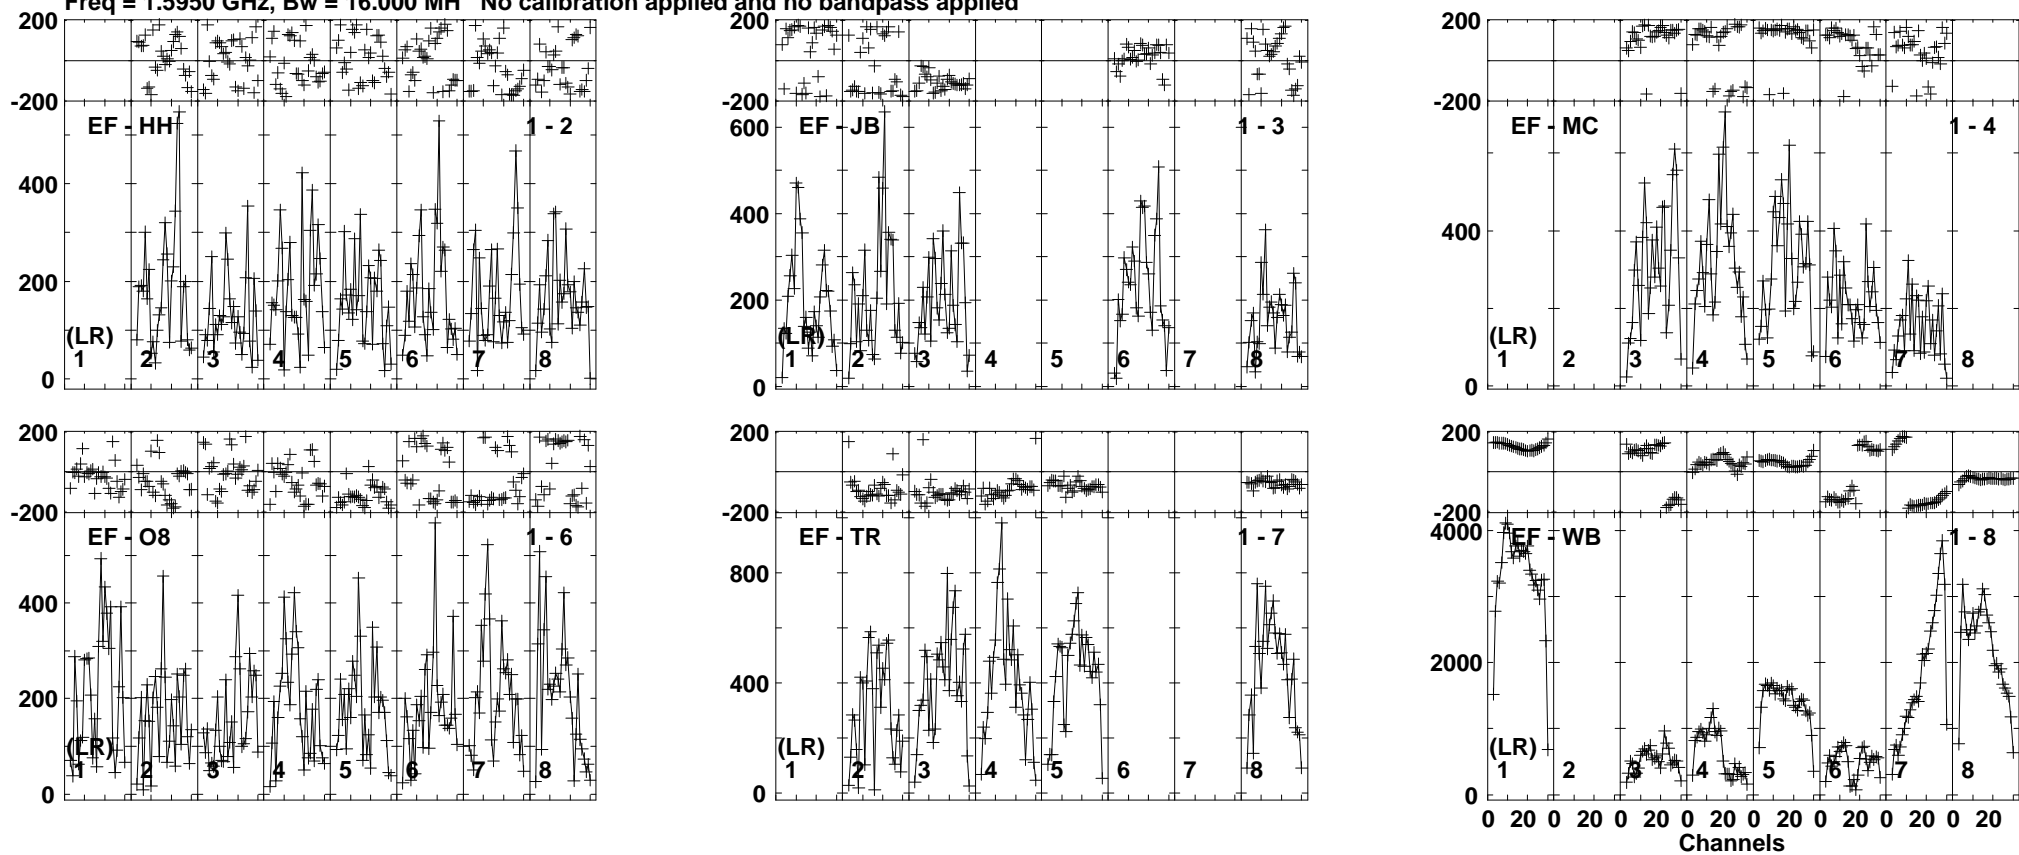 Freq = 1.5950 GHz, Bw = 16.000 MH No calibration applied and no bandpass applied
200
-200
EF - HH
1 - 2
400
200
0
(LR)
1 2 3 4 5 6 7 8
200
-200
EF - JB
1 - 3
600
400
200
0
(LR)
1 2 3 4 5 6 7 8
200
-200
EF - MC
1 - 4
400
0
(LR)
1 2 3 4 5 6 7 8
200
-200
EF - O8
1 - 6
400
200
0
(LR)
1 2 3 4 5 6 7 8
200
-200
EF - TR
1 - 7
800
400
0
(LR)
1 2 3 4 5 6 7 8
200
-200
EF - WB
1 - 8
4000
2000
0
(LR)
1 2 3 4 5 6 7 8
0 20 0 20 0 20 0 20 0 20 0 20 0 20 0 20
Channels